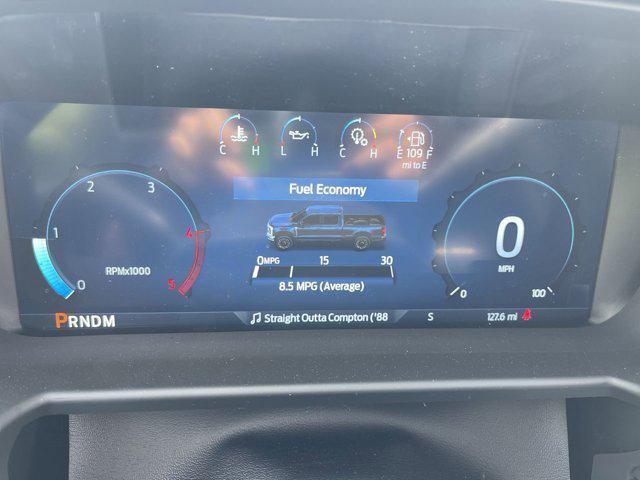 C H
L H
C H
E 109 F
mi to E
Fuel Economy
0MPG 15 30
8.5 MPG (Average)
0 1 2 3 4 5
RPMx1000
0
MPH
0 100
PRNDM
Straight Outta Compton ('88
S
127.6 mi